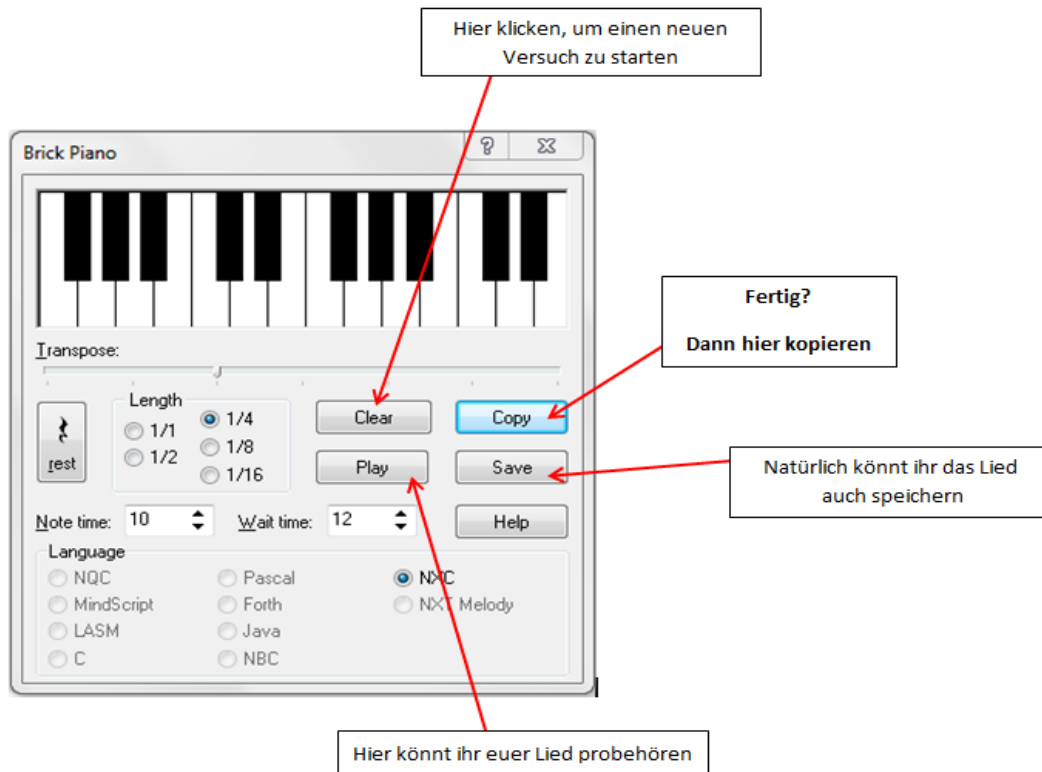 Hier klicken, um einen neuen
Versuch zu starten
Brick Piano
Fertig?
Dann hier kopieren
Transpose:
Length
1/1
1/2
1/4
1/8
1/16
rest
Clear
Copy
Play
Save
Natürlich könnt ihr das Lied
auch speichern
Note time: 10 Wait time: 12
Help
Language
NQC
MindScript
LASM
C
Pascal
Forth
Java
NBC
NXC
NXT Melody
Hier könnt ihr euer Lied probehören